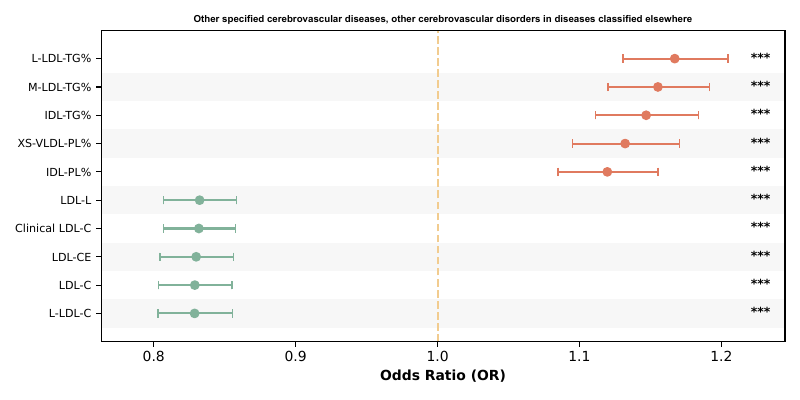 Other specified cerebrovascular diseases, other cerebrovascular disorders in diseases classified elsewhere
L-LDL-TG% ***
M-LDL-TG% ***
IDL-TG% ***
XS-VLDL-PL% ***
IDL-PL% ***
LDL-L ***
Clinical LDL-C ***
LDL-CE ***
LDL-C ***
L-LDL-C ***
0.8 0.9 1.0 1.1 1.2
Odds Ratio (OR)